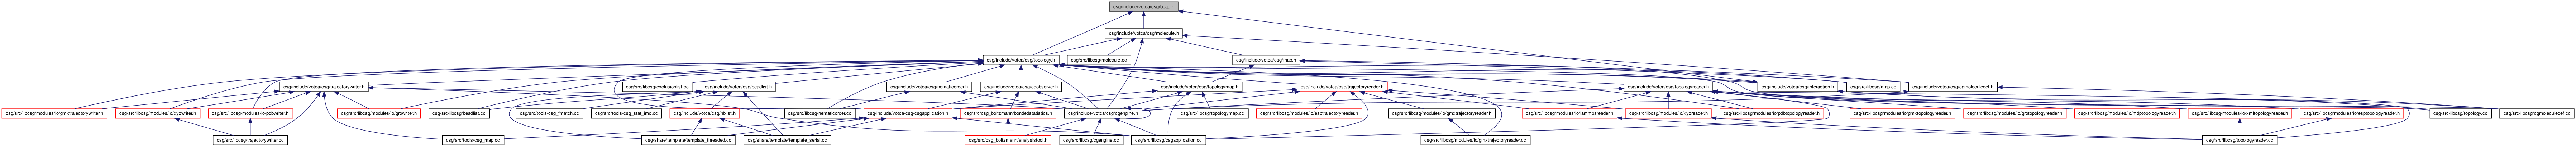 csg/include/votca/csg/bead.h
csg/include/votca/csg/molecule.h
csg/include/votca/csg/topology.h
csg/src/libcsg/molecule.cc
csg/include/votca/csg/map.h
csg/include/votca/csg/trajectorywriter.h
csg/src/libcsg/exclusionlist.cc
csg/include/votca/csg/beadlist.h
csg/include/votca/csg/nematicorder.h
csg/include/votca/csg/cgobserver.h
csg/include/votca/csg/topologymap.h
csg/include/votca/csg/trajectoryreader.h
csg/include/votca/csg/topologyreader.h
csg/include/votca/csg/interaction.h
csg/src/libcsg/map.cc
csg/include/votca/csg/cgmoleculedef.h
csg/src/libcsg/modules/io/gmxtrajectorywriter.h
csg/src/libcsg/modules/io/xyzwriter.h
csg/src/libcsg/modules/io/pdbwriter.h
csg/src/libcsg/modules/io/growriter.h
csg/src/libcsg/beadlist.cc
csg/src/tools/csg_fmatch.cc
csg/src/tools/csg_stat_imc.cc
csg/include/votca/csg/nblist.h
csg/src/libcsg/nematicorder.cc
csg/include/votca/csg/csgapplication.h
csg/src/csg_boltzmann/bondedstatistics.h
csg/include/votca/csg/cgengine.h
csg/src/libcsg/topologymap.cc
csg/src/libcsg/modules/io/esptrajectoryreader.h
csg/src/libcsg/modules/io/gmxtrajectoryreader.h
csg/src/libcsg/modules/io/lammpsreader.h
csg/src/libcsg/modules/io/xyzreader.h
csg/src/libcsg/modules/io/pdbtopologyreader.h
csg/src/libcsg/modules/io/gmxtopologyreader.h
csg/src/libcsg/modules/io/grotopologyreader.h
csg/src/libcsg/modules/io/mdptopologyreader.h
csg/src/libcsg/modules/io/xmltopologyreader.h
csg/src/libcsg/modules/io/esptopologyreader.h
csg/src/libcsg/topology.cc
csg/src/libcsg/cgmoleculedef.cc
csg/src/libcsg/trajectorywriter.cc
csg/src/tools/csg_map.cc
csg/share/template/template_threaded.cc
csg/share/template/template_serial.cc
csg/src/csg_boltzmann/analysistool.h
csg/src/libcsg/cgengine.cc
csg/src/libcsg/csgapplication.cc
csg/src/libcsg/modules/io/gmxtrajectoryreader.cc
csg/src/libcsg/topologyreader.cc